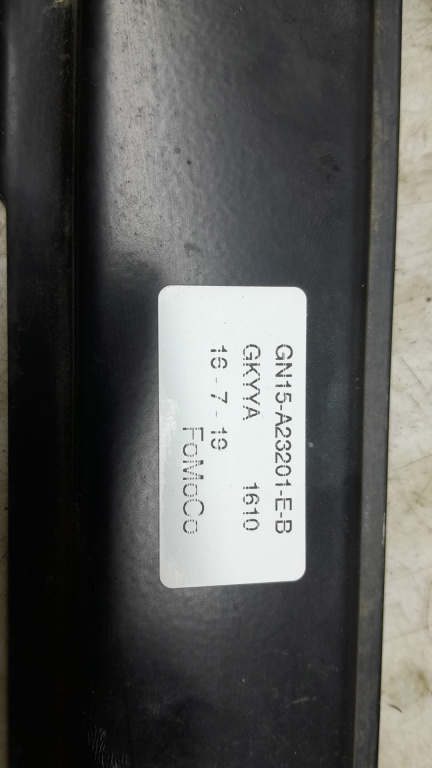 GN15-A23201-E-B
GKYYA 1610
16 - 7 - 19
FoMoCo